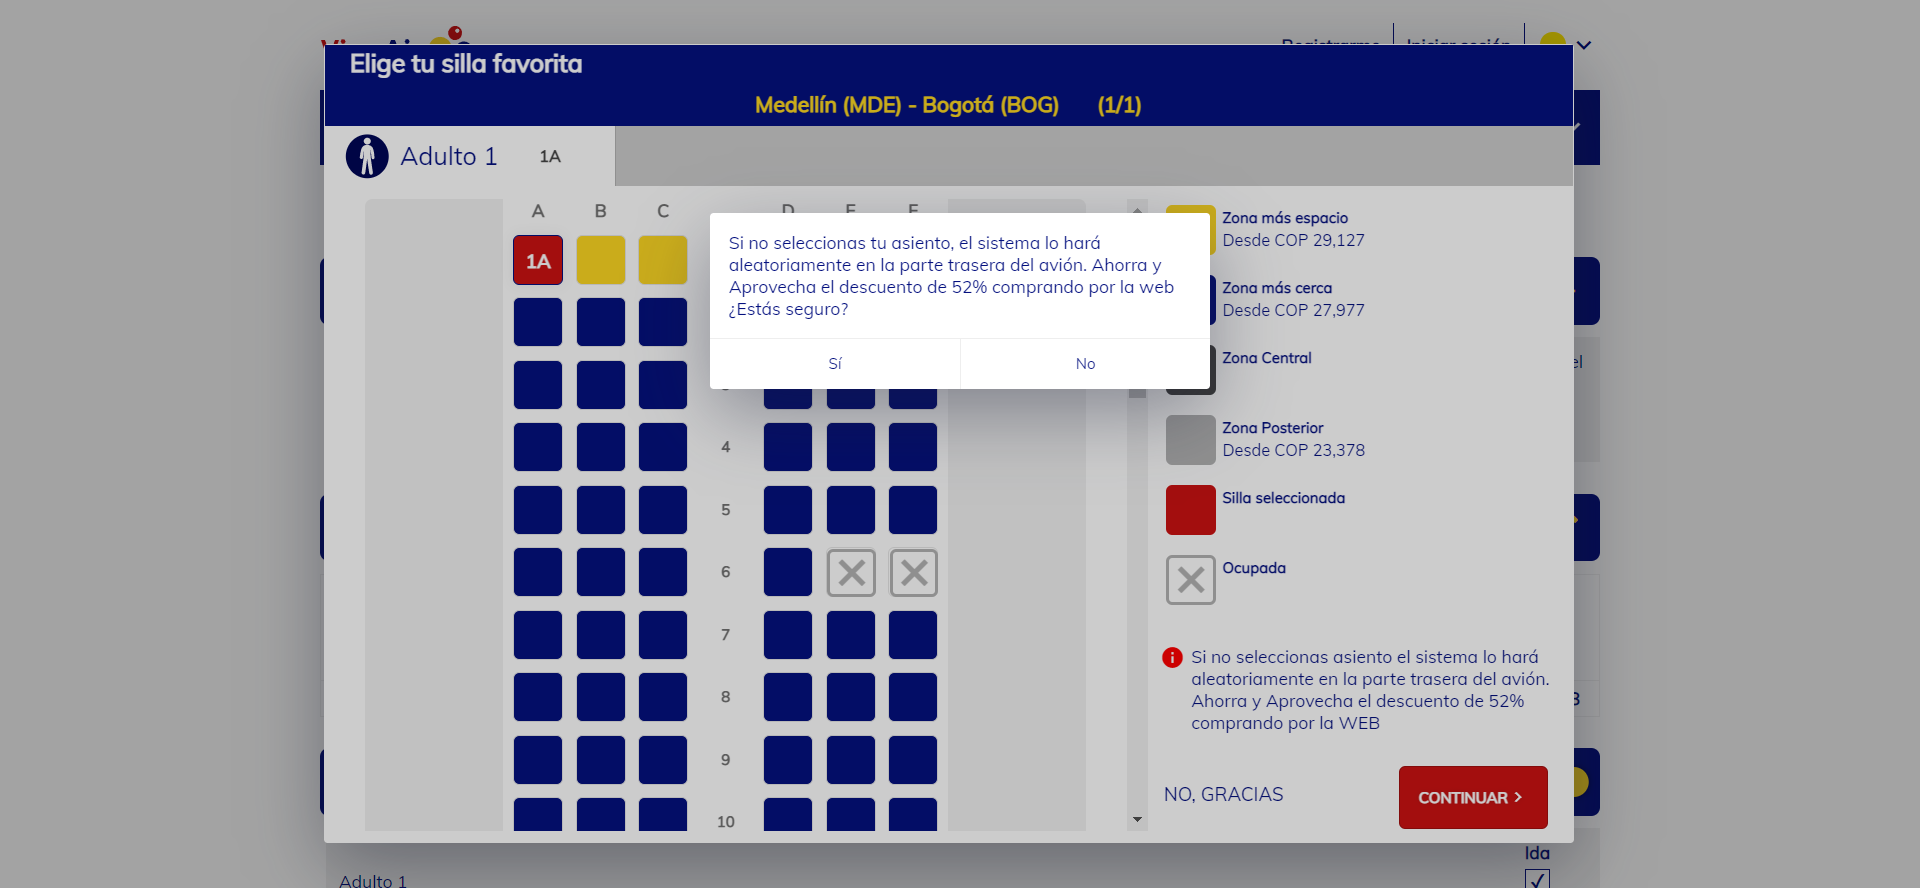 Elige tu silla favorita
Medellín (MDE) - Bogotá (BOG) (1/1)
Adulto 1 1A
A B C
1A
4
5
6
7
8
9
10
Si no seleccionas tu asiento, el sistema lo hará
aleatoriamente en la parte trasera del avión. Ahorra y
Aprovecha el descuento de 52% comprando por la web
¿Estás seguro?
Sí No
Zona más espacio
Desde COP 29,127
Zona más cerca
Desde COP 27,977
Zona Central
Zona Posterior
Desde COP 23,378
Silla seleccionada
Ocupada
Si no seleccionas asiento el sistema lo hará
aleatoriamente en la parte trasera del avión.
Ahorra y Aprovecha el descuento de 52%
comprando por la WEB
NO, GRACIAS
CONTINUAR
Ida
Adulto 1